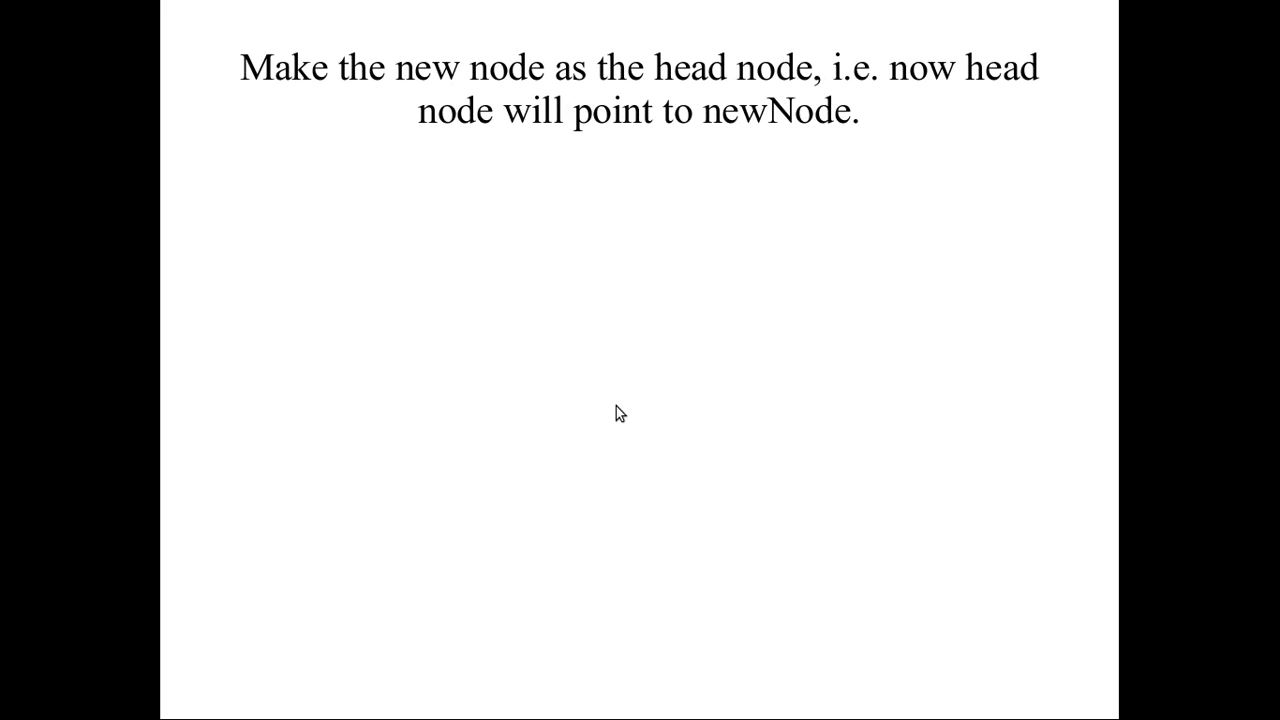 Make the new node as the head node, i.e. now head
node will point to newNode.